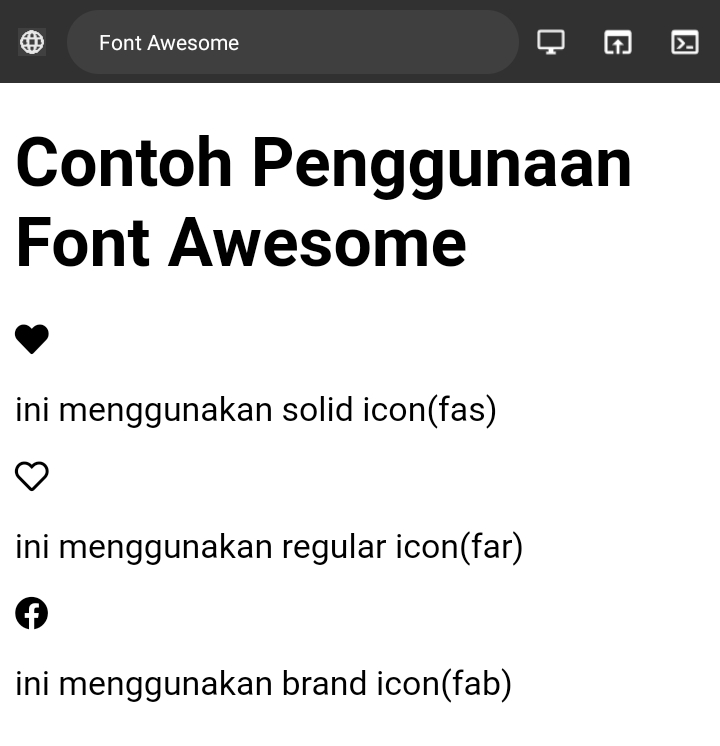 Font Awesome
Contoh Penggunaan
Font Awesome
ini menggunakan solid icon(fas)
ini menggunakan regular icon(far)
ini menggunakan brand icon(fab)